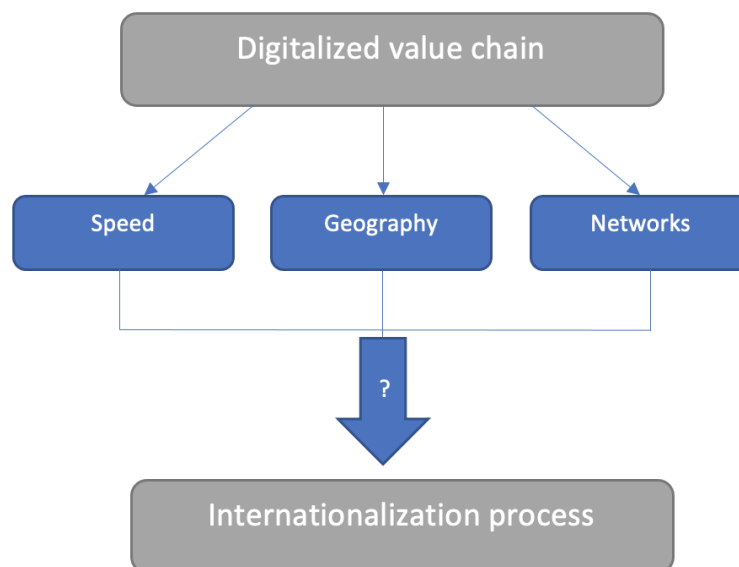 Digitalized value chain
Speed
Geography
Networks
?
Internationalization process